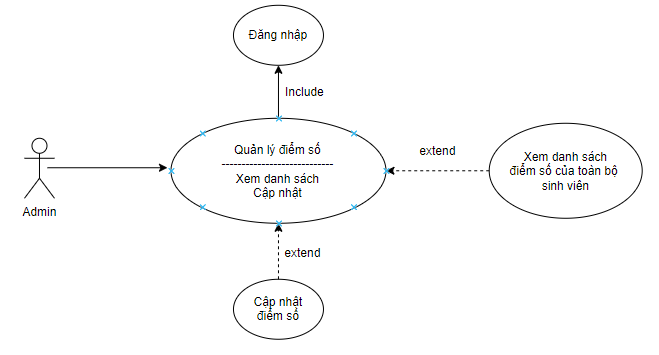 Đăng nhập
Include
Quản lý điểm số
Xem danh sách
Cập nhật
extend
Xem danh sách
điểm số của toàn bộ
sinh viên
Admin
extend
Cập nhật
điểm số